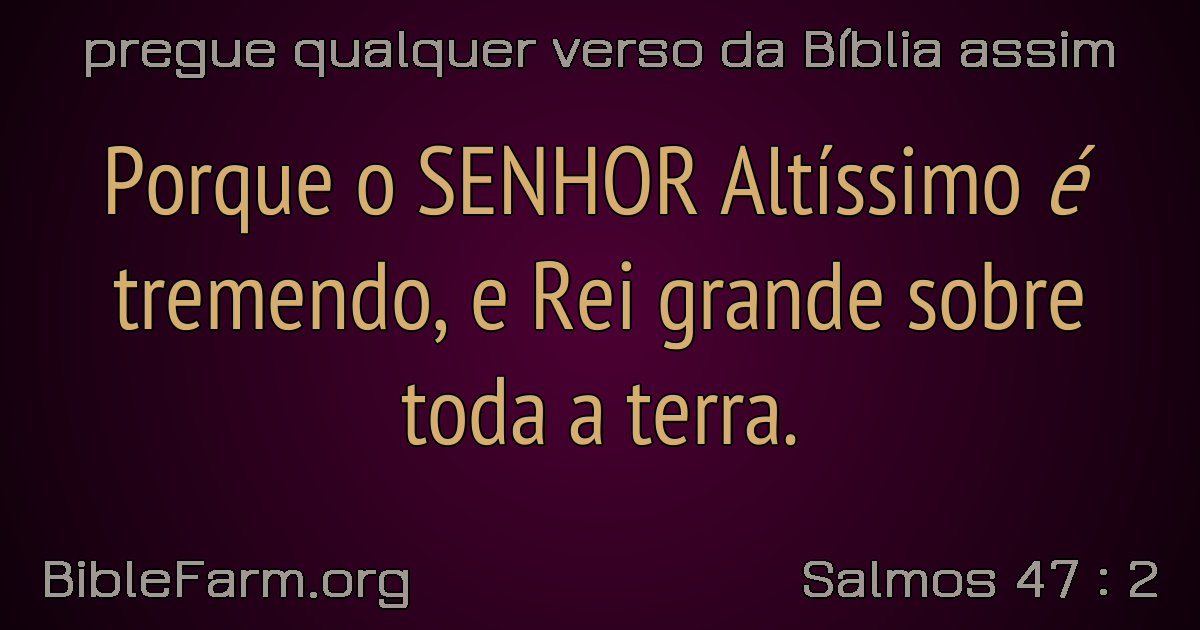 pregue qualquer verso da Bíblia assim
Porque o SENHOR Altíssimo é
tremendo, e Rei grande sobre
toda a terra.
BibleFarm.org
Salmos 47 : 2